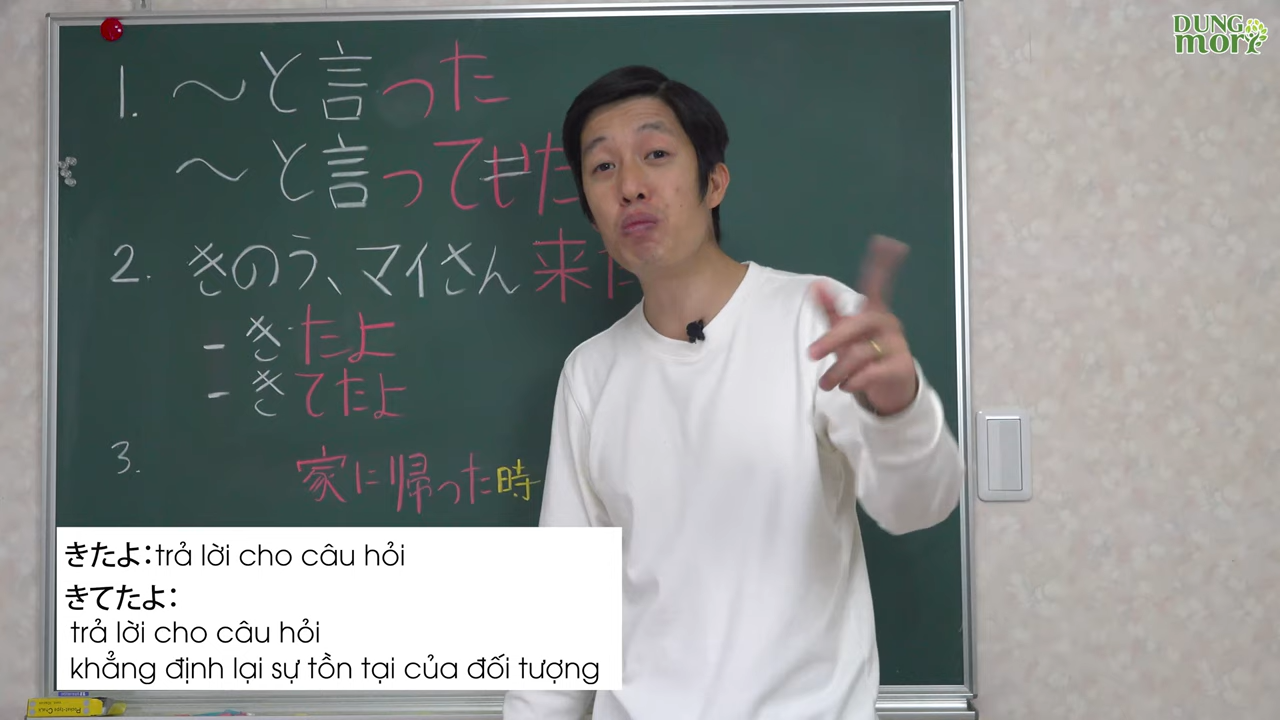 DUNG
mori
1. ～と言った
～と言ってた
2. きのう、マイさん 来た
- きたよ
- きてたよ
3.
家に帰った時
きたよ：trả lời cho câu hỏi
きてたよ：
trả lời cho câu hỏi
khẳng định lại sự tồn tại của đối tượng